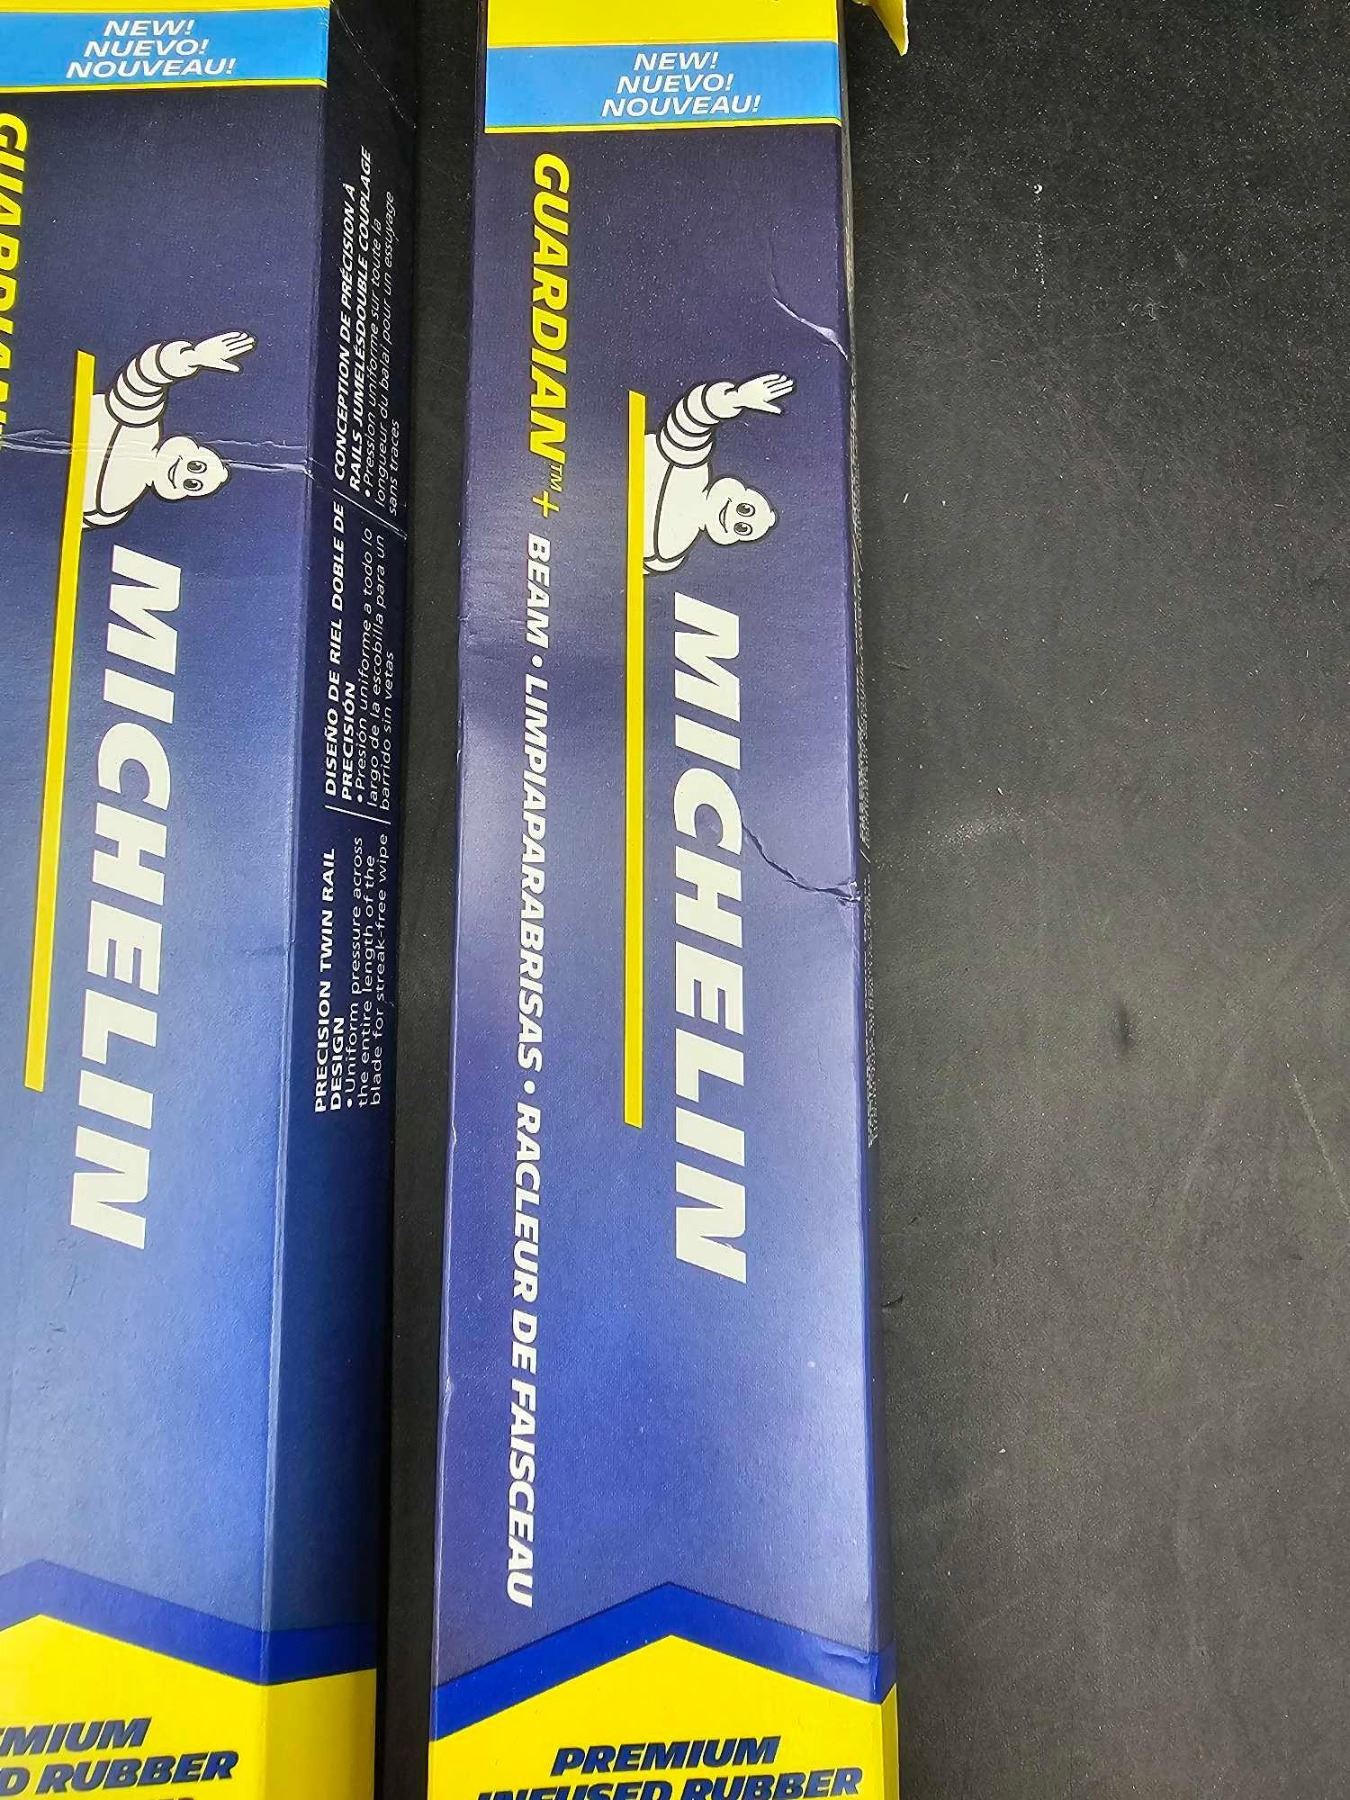 NEW!
NUEVO!
NOUVEAU!
MICHELIN
CONCEPTION DE PRÉCISION À
RAILS JUMELÉSDOUBLE COUPLAGE
• Pression uniforme sur toute la
longueur du balai pour un essuyage
sans traces
DISEÑO DE RIEL DOBLE DE
PRECISIÓN
• Presión uniforme a todo lo
largo de la escobilla para un
barrido sin vetas
PRECISION TWIN RAIL
DESIGN
• Uniform pressure across
the entire length of the
blade for streak-free wipe
RUBBER
NEW!
NUEVO!
NOUVEAU!
MICHELIN
GUARDIAN™+ BEAM • LIMPIAPARABRISAS • RACLEUR DE FAISCEAU
PREMIUM
INFUSED RUBBER